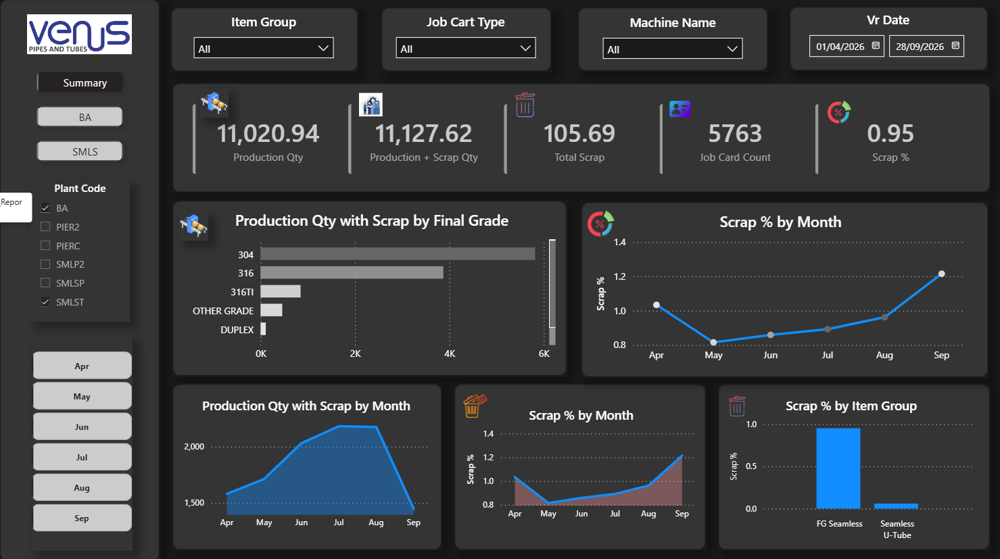 venus
PIPES AND TUBES
Summary
BA
SMLS
Plant Code
BA
PIER2
PIERC
SMLP2
SMLSP
SMLST
Repor
Apr
May
Jun
Jul
Aug
Sep
Item Group
All
Job Cart Type
All
Machine Name
All
Vr Date
01/04/2026
28/09/2026
11,020.94
Production Qty
11,127.62
Production + Scrap Qty
105.69
Total Scrap
5763
Job Card Count
%
0.95
Scrap %
Production Qty with Scrap by Final Grade
304
316
316TI
OTHER GRADE
DUPLEX
0K 2K 4K 6K
%
Scrap % by Month
Scrap %
1.4
1.2
1.0
0.8
Apr May Jun Jul Aug Sep
Production Qty with Scrap by Month
2,000
1,500
Apr May Jun Jul Aug Sep
Scrap % by Month
Scrap %
1.4
1.2
1.0
0.8
Apr May Jun Jul Aug Sep
Scrap % by Item Group
Scrap %
1.0
0.5
0.0
FG Seamless
Seamless
U-Tube